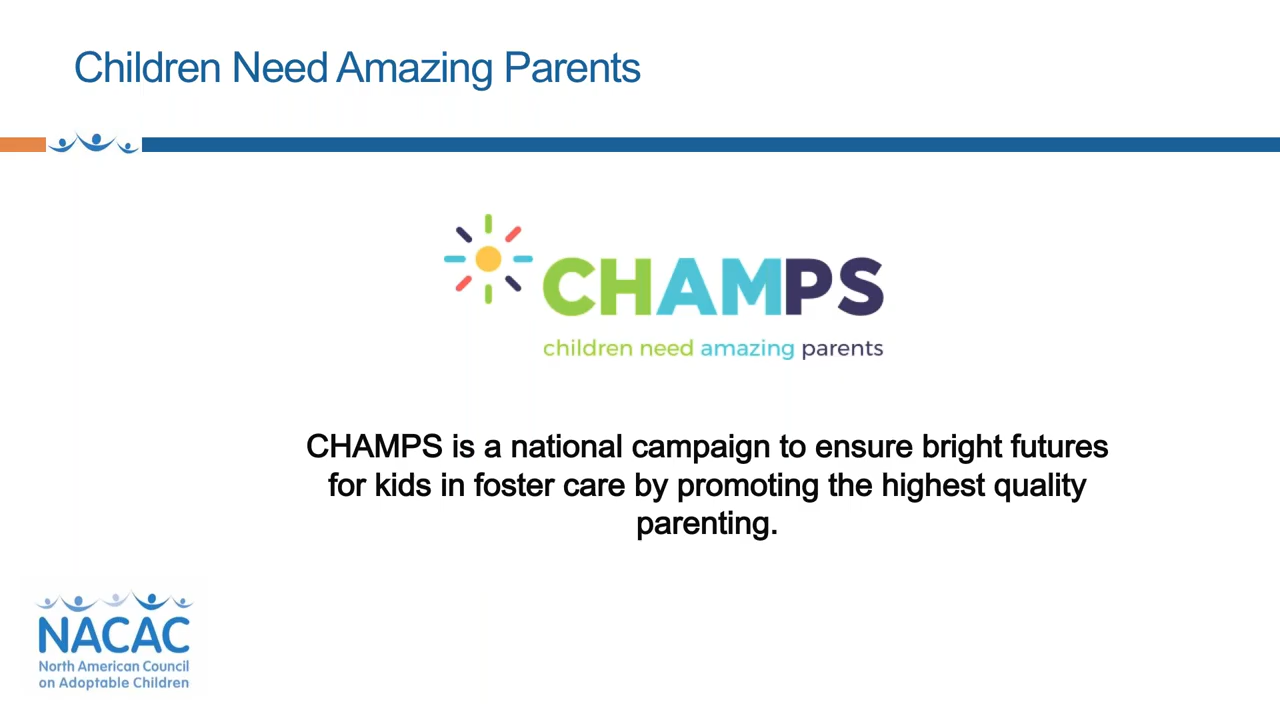 Children Need Amazing Parents
CHAMPS
children need amazing parents
CHAMPS is a national campaign to ensure bright futures
for kids in foster care by promoting the highest quality
parenting.
NACAC
North American Council
on Adoptable Children